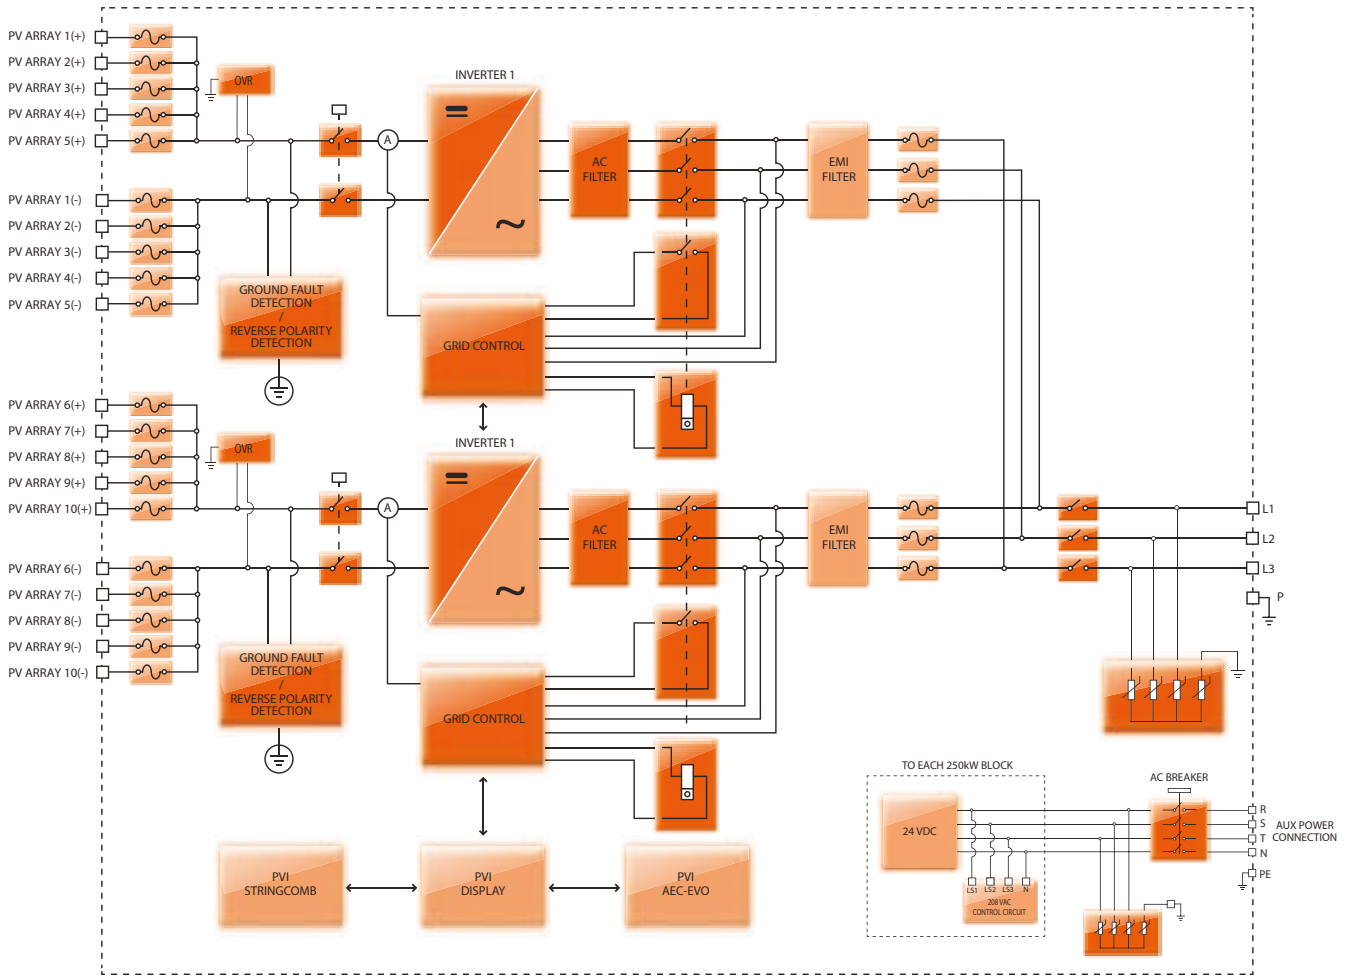 PV ARRAY 1(+)
PV ARRAY 2(+)
PV ARRAY 3(+)
PV ARRAY 4(+)
PV ARRAY 5(+)
OVR
PV ARRAY 1(-)
PV ARRAY 2(-)
PV ARRAY 3(-)
PV ARRAY 4(-)
PV ARRAY 5(-)
GROUND FAULT
DETECTION
/
REVERSE POLARITY
DETECTION
A
INVERTER 1
AC
FILTER
EMI
FILTER
GRID CONTROL
PV ARRAY 6(+)
PV ARRAY 7(+)
PV ARRAY 8(+)
PV ARRAY 9(+)
PV ARRAY 10(+)
OVR
PV ARRAY 6(-)
PV ARRAY 7(-)
PV ARRAY 8(-)
PV ARRAY 9(-)
PV ARRAY 10(-)
GROUND FAULT
DETECTION
/
REVERSE POLARITY
DETECTION
A
INVERTER 1
AC
FILTER
EMI
FILTER
GRID CONTROL
L1
L2
L3
P
PVI
STRINGCOMB
PVI
DISPLAY
PVI
AEC-EVO
TO EACH 250kW BLOCK
24 VDC
LS1 LS2 LS3 N
208 VAC
CONTROL CIRCUIT
AC BREAKER
R
S
T
N
AUX POWER
CONNECTION
PE